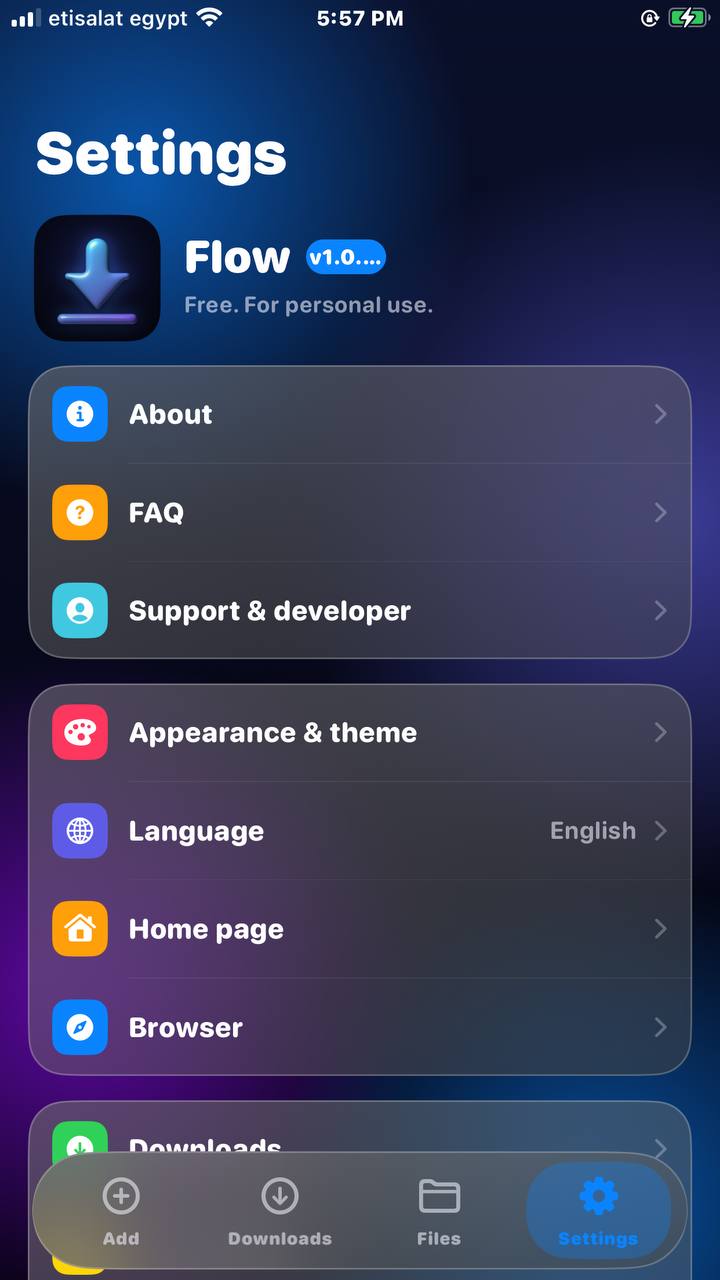 etisalat egypt
5:57 PM
Settings
Flow v1.0....
Free. For personal use.
About
FAQ
Support & developer
Appearance & theme
Language English
Home page
Browser
Downloads
Add Downloads Files Settings